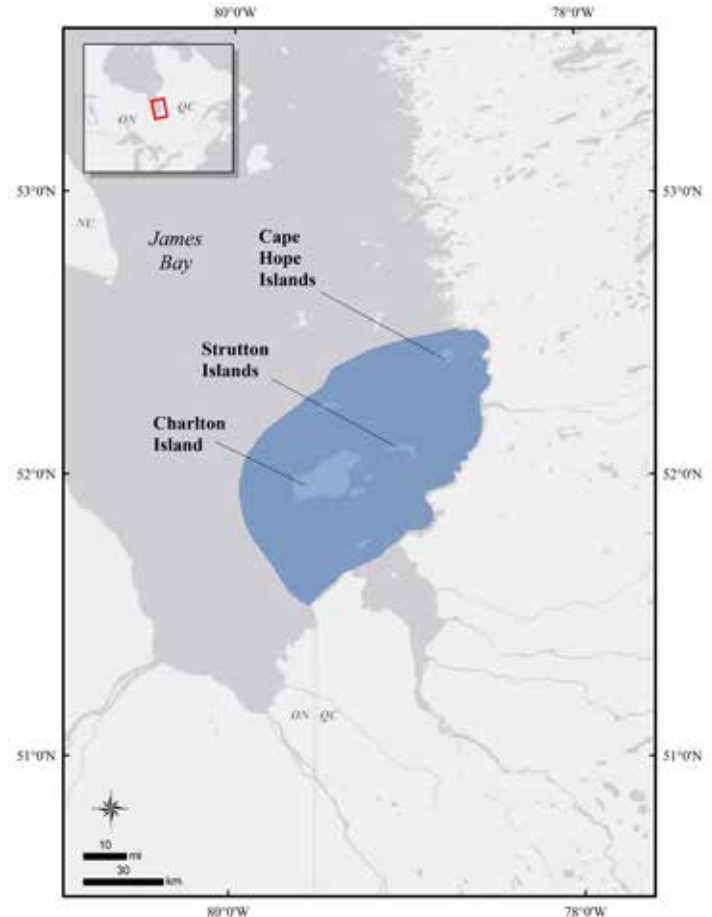 80°0'W 78°0'W
ON QC
53°0'N 53°0'N
NU
James
Bay
Cape
Hope
Islands
Strutton
Islands
Charlton
Island
52°0'N 52°0'N
ON QC
51°0'N 51°0'N
10
mi
30
km
80°0'W 78°0'W